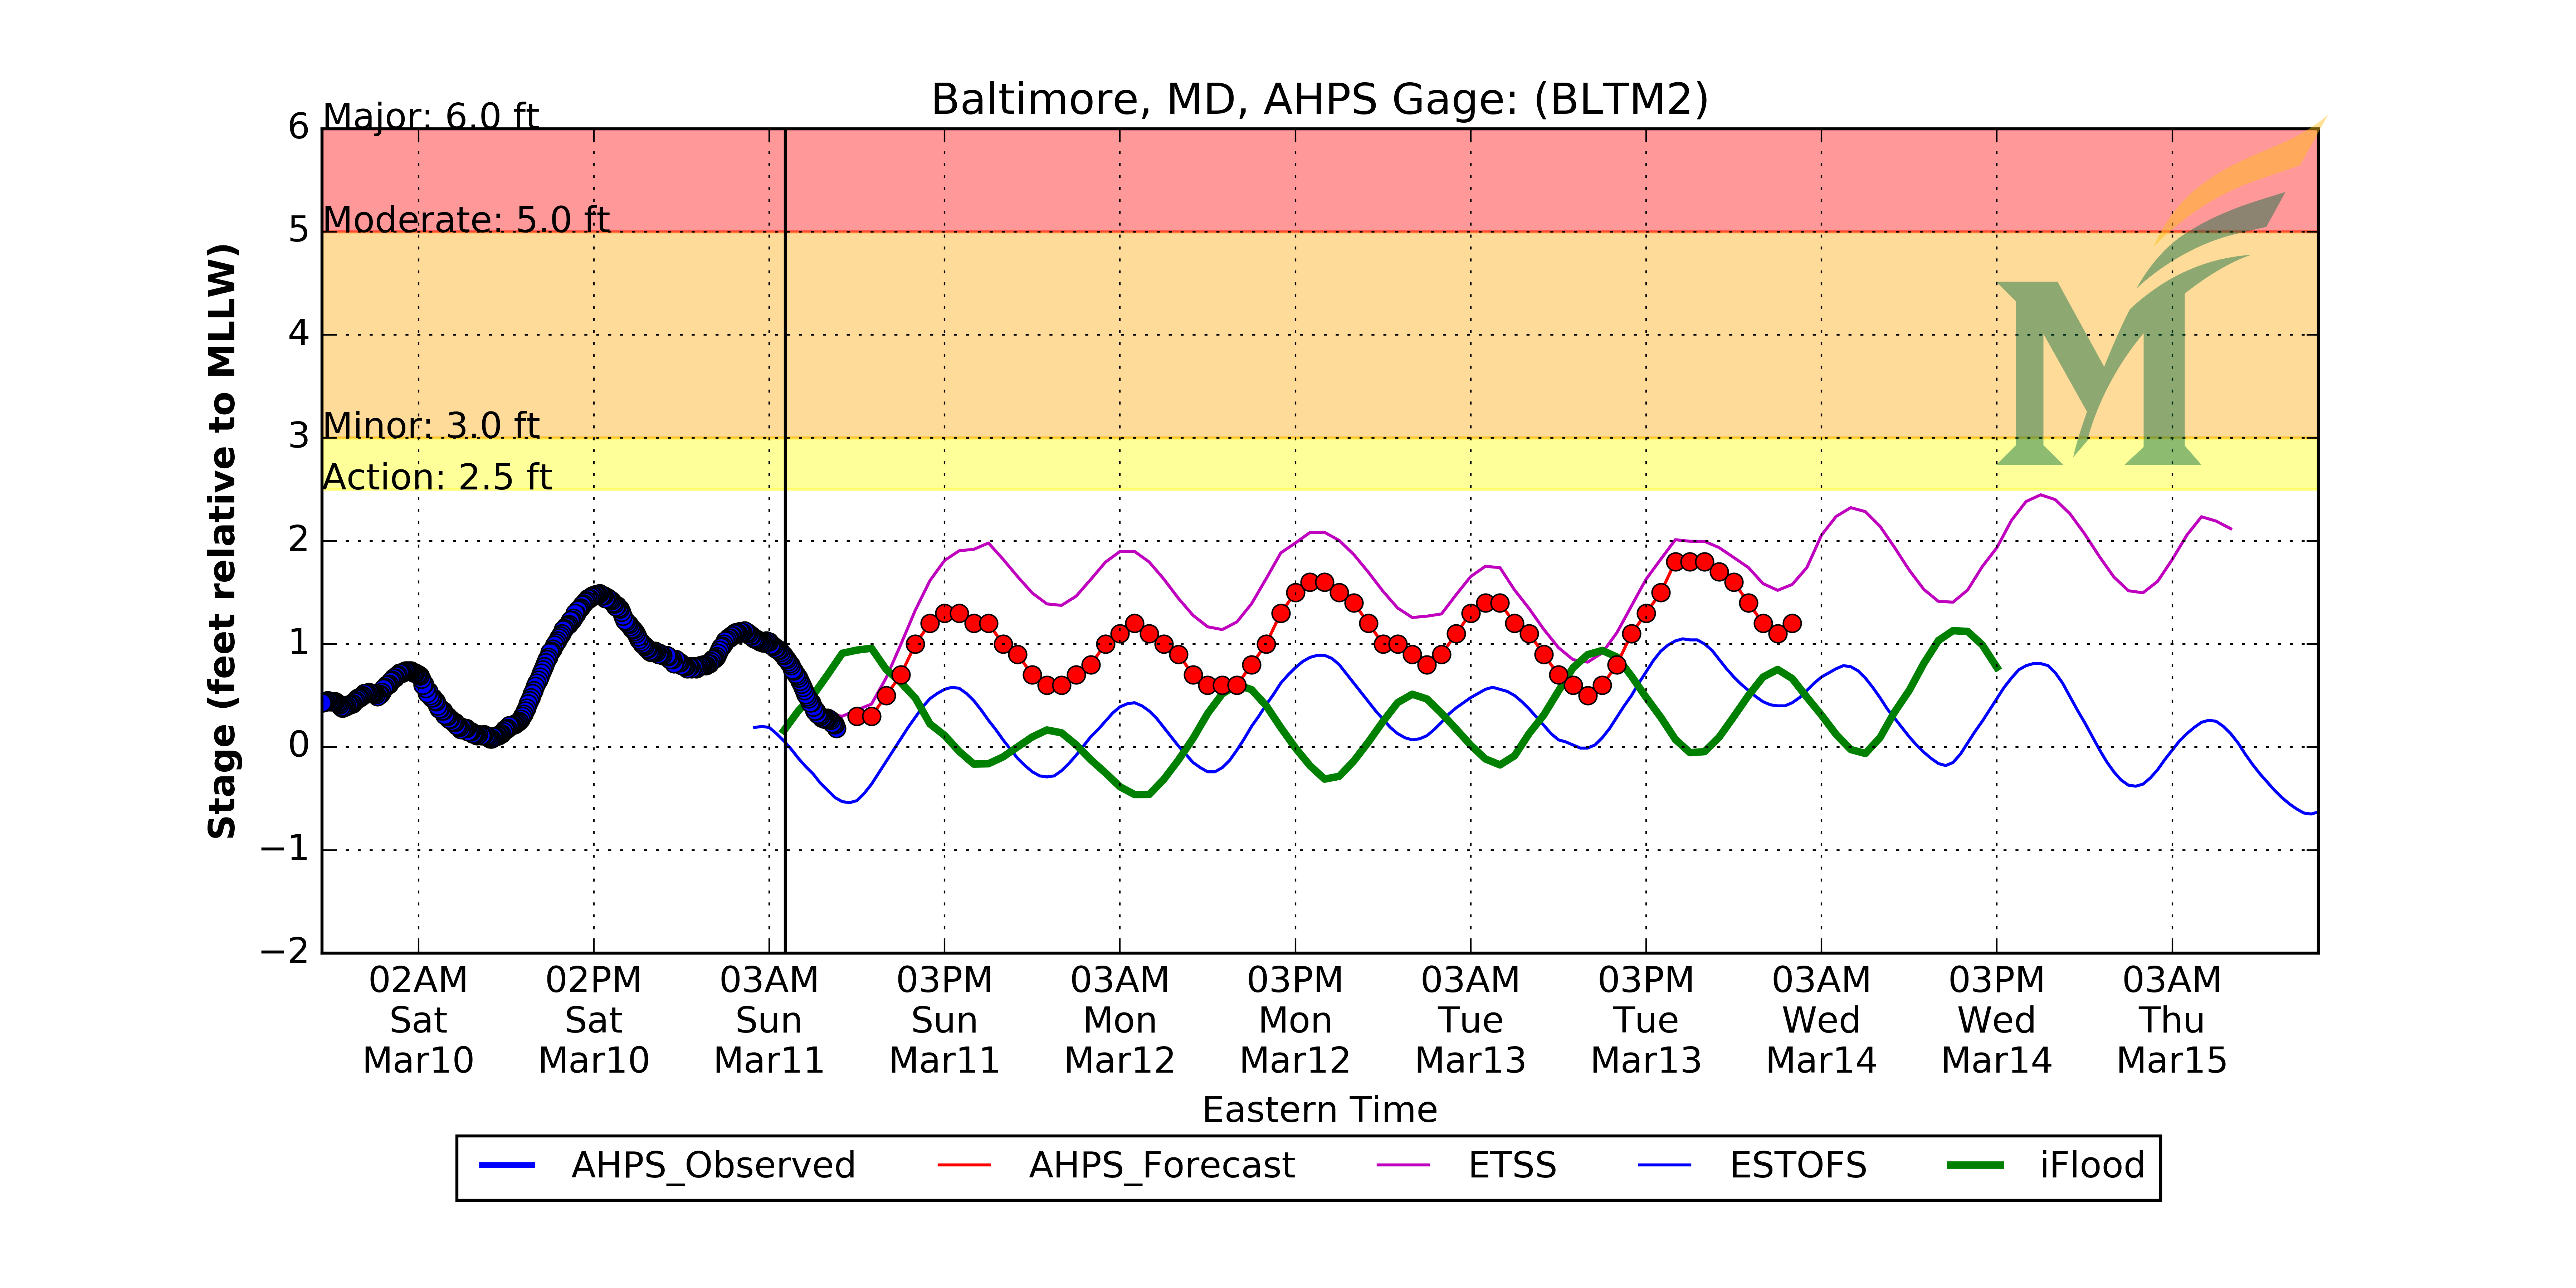 Baltimore, MD, AHPS Gage: (BLTM2)
Major: 6.0 ft
Moderate: 5.0 ft
Minor: 3.0 ft
Action: 2.5 ft
6
5
4
3
2
1
0
−1
−2
Stage (feet relative to MLLW)
02AM 02PM 03AM 03PM 03AM 03PM 03AM 03PM 03AM 03PM 03AM
Sat Sat Sun Sun Mon Mon Tue Tue Wed Wed Thu
Mar10 Mar10 Mar11 Mar11 Mar12 Mar12 Mar13 Mar13 Mar14 Mar14 Mar15
Eastern Time
AHPS_Observed AHPS_Forecast ETSS ESTOFS iFlood
M